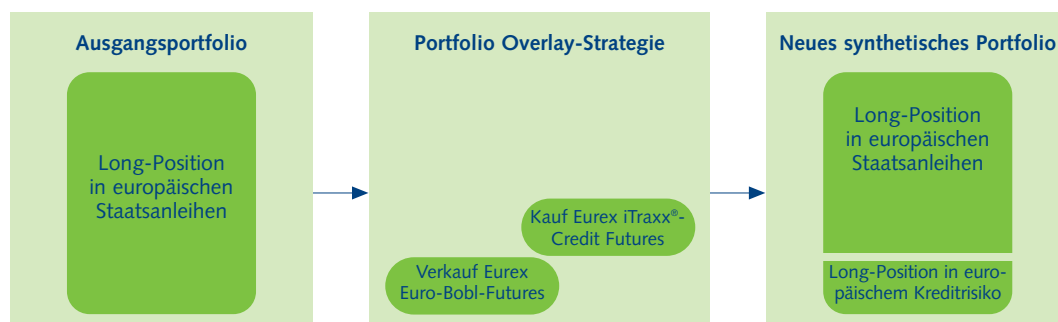 Ausgangsportfolio
Long-Position
in europäischen
Staatsanleihen
Portfolio Overlay-Strategie
Kauf Eurex iTraxx®-
Credit Futures
Verkauf Eurex
Euro-Bobl-Futures
Neues synthetisches Portfolio
Long-Position
in europäischen
Staatsanleihen
Long-Position in euro-
päischem Kreditrisiko